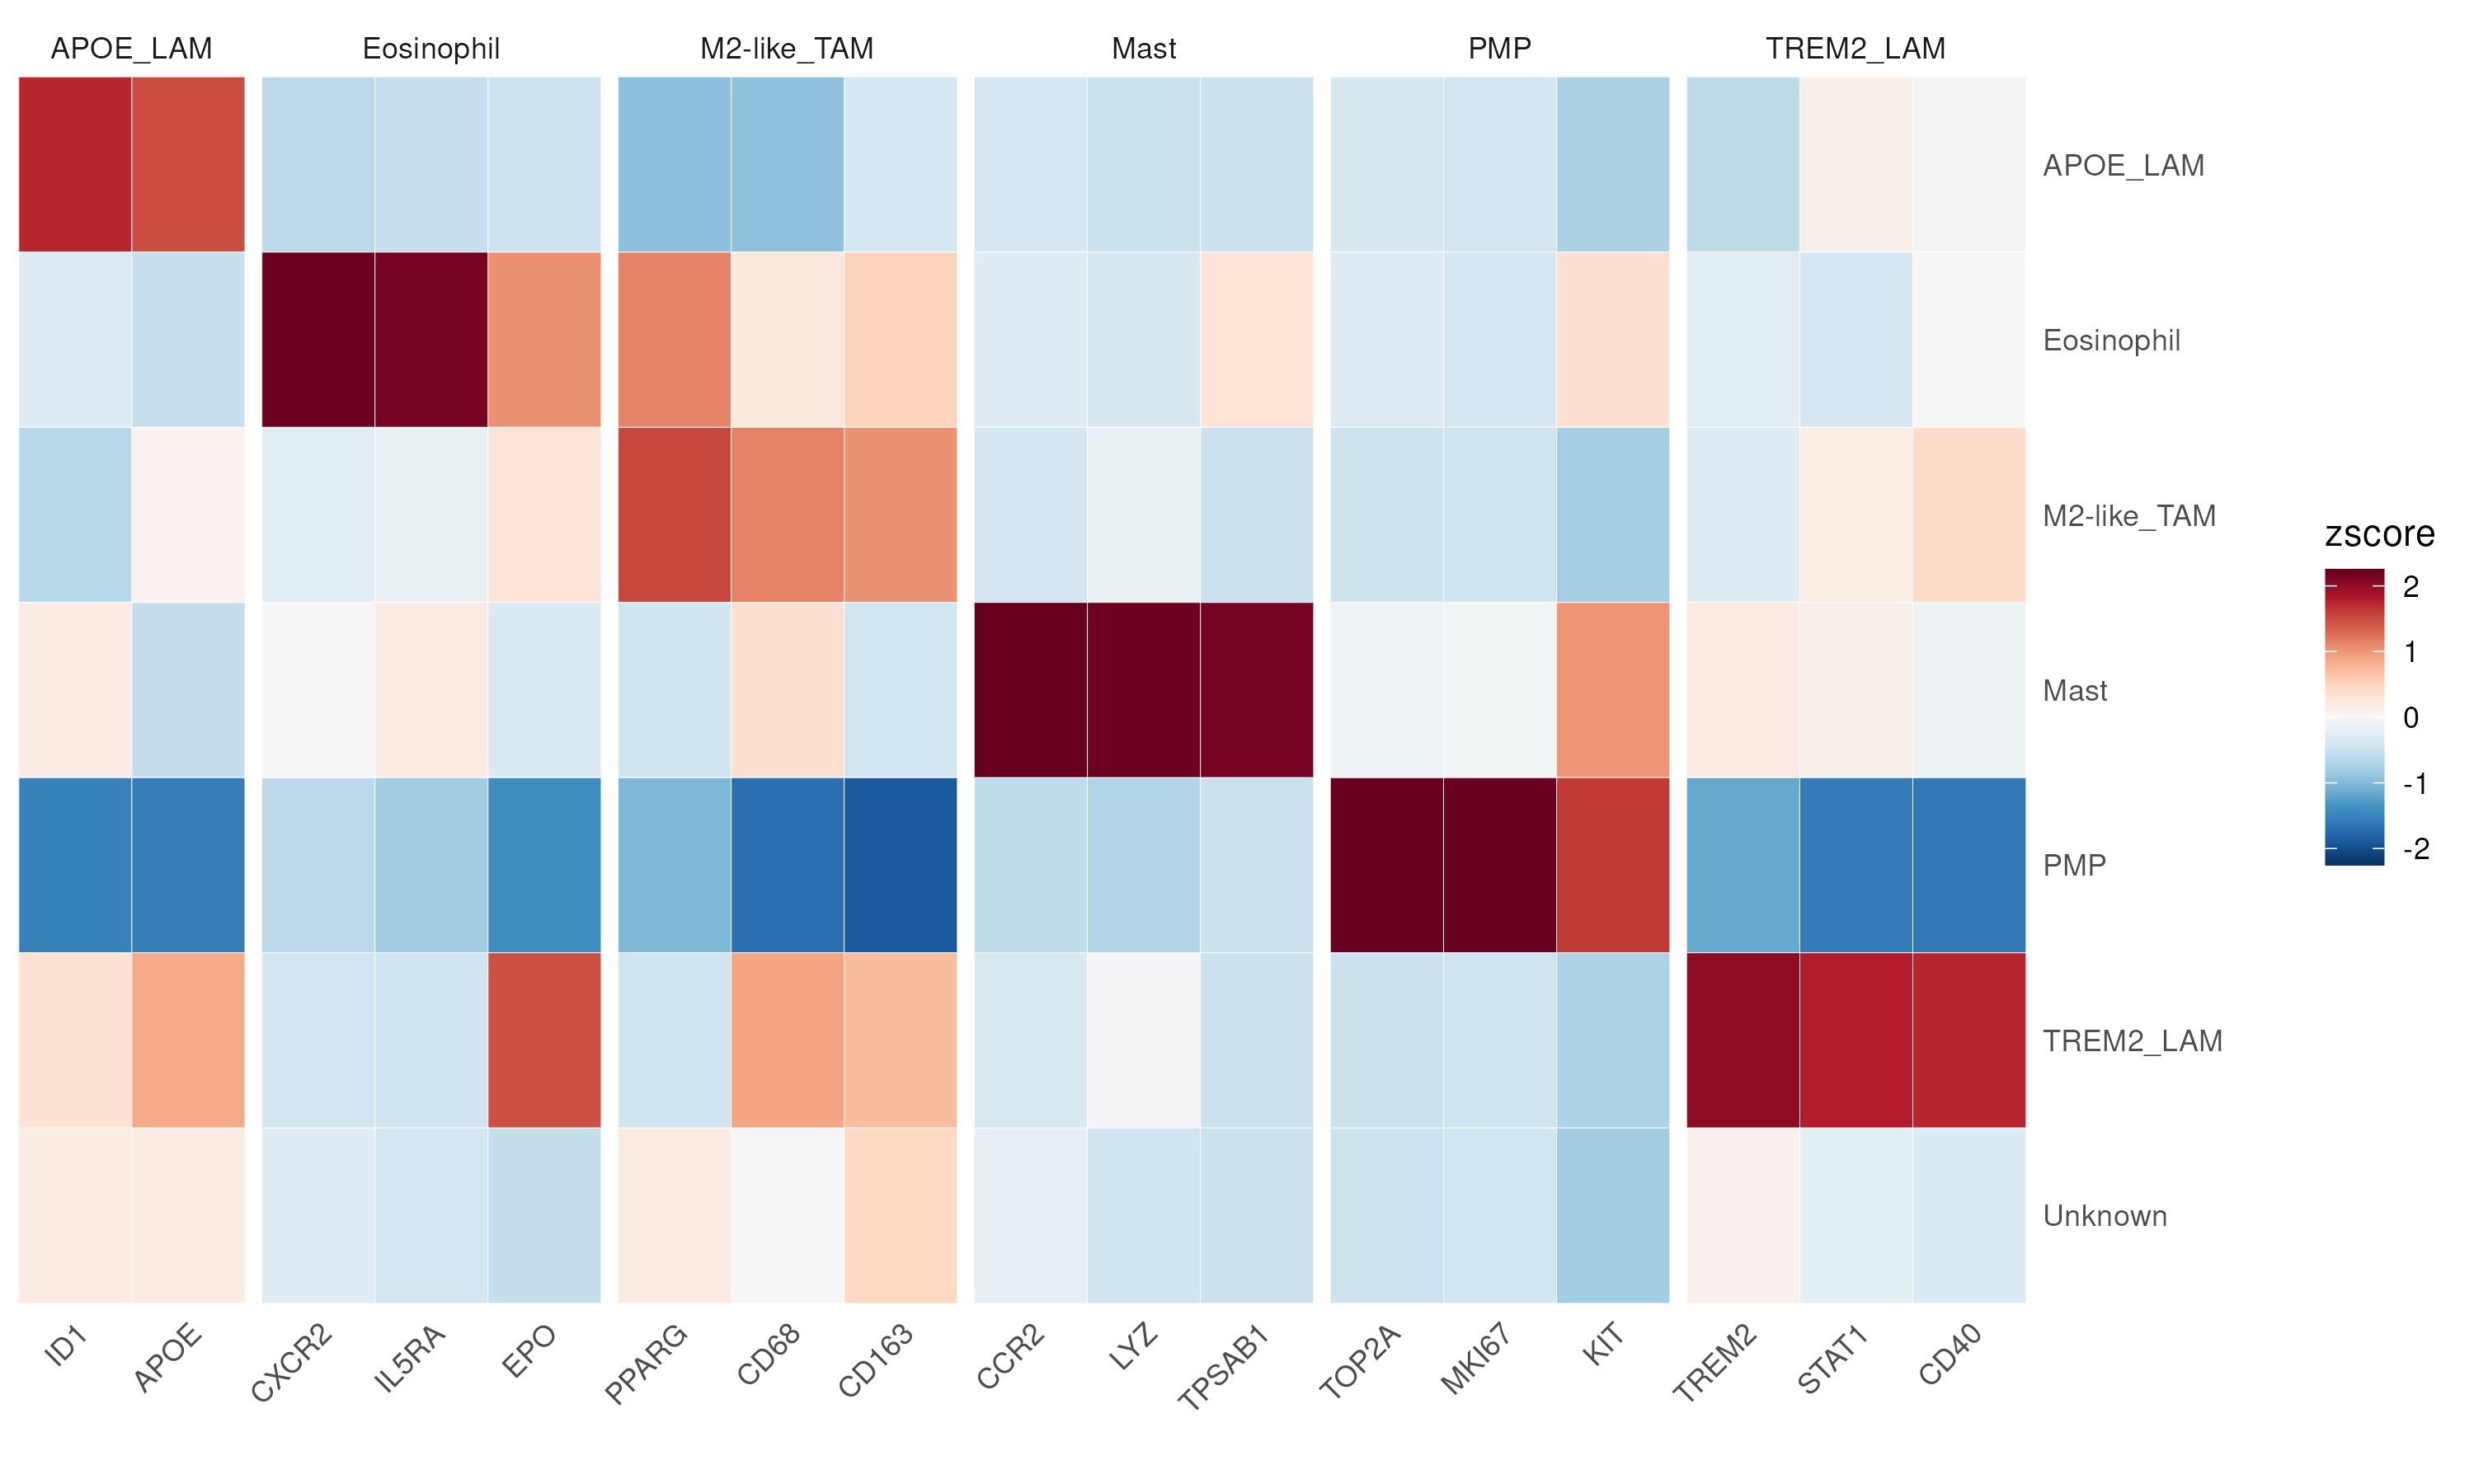 APOE_LAM Eosinophil M2-like_TAM Mast PMP TREM2_LAM
APOE_LAM
Eosinophil
M2-like_TAM
Mast
PMP
TREM2_LAM
Unknown
zscore
2
1
0
-1
-2
ID1 APOE CXCR2 IL5RA EPO PPARG CD68 CD163 CCR2 LYZ TPSAB1 TOP2A MKI67 KIT TREM2 STAT1 CD40